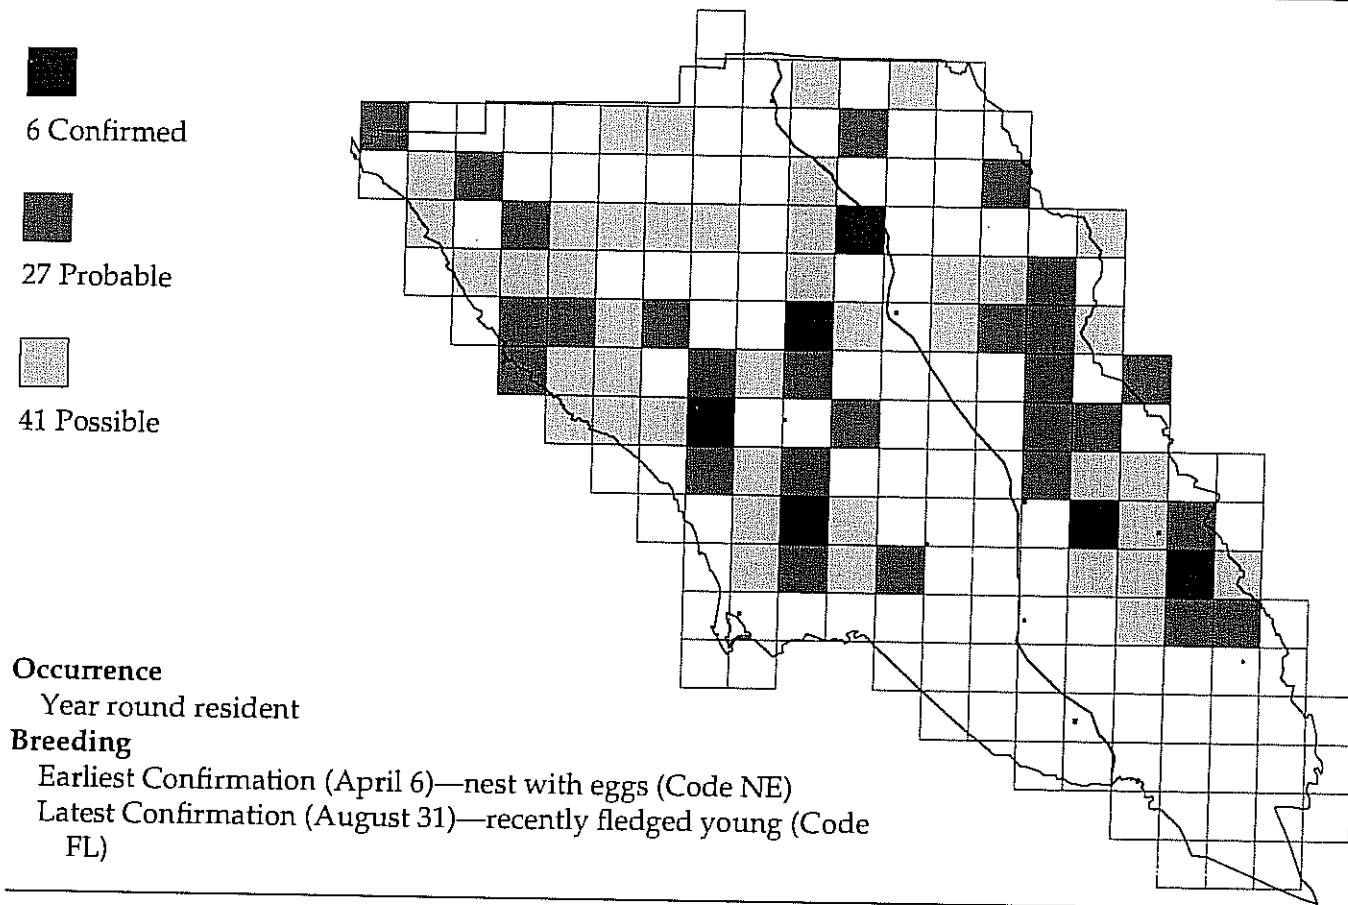 6 Confirmed
27 Probable
41 Possible
Occurrence
Year round resident
Breeding
Earliest Confirmation (April 6)—nest with eggs (Code NE)
Latest Confirmation (August 31)—recently fledged young (Code
FL)